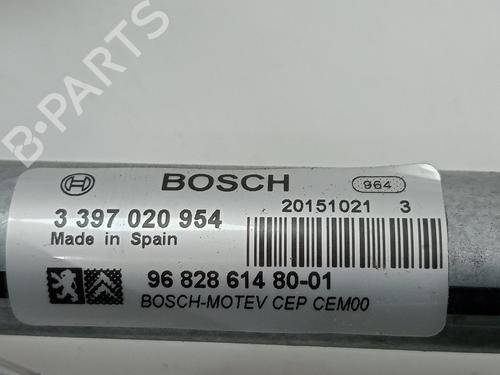 B-PARTS
BOSCH
964
3 397 020 954
20151021 3
Made in Spain
96 828 614 80-01
BOSCH-MOTEV CEP CEM00